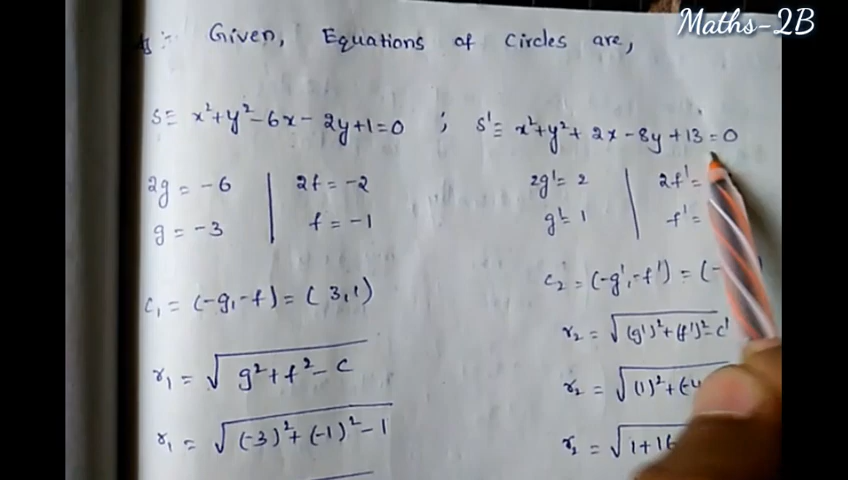 Maths-2B
Given, Equations of Circles are,
S≡ x²+y²-6x-2y+1=0 ; S'≡ x²+y²+2x-8y+13=0
2g = -6 | 2f = -2 2g' = 2 | 2f' =
g = -3 | f = -1 g' = 1 | f' =
C₁ = (-g,-f) = (3,1) C₂ = (-g',-f') = (-
r₁ = √g²+f²-c r₂ = √(g')²+(f')²-c'
r₁ = √(-3)²+(-1)²-1 r₂ = √(1)²+(-4
r₂ = √1+16